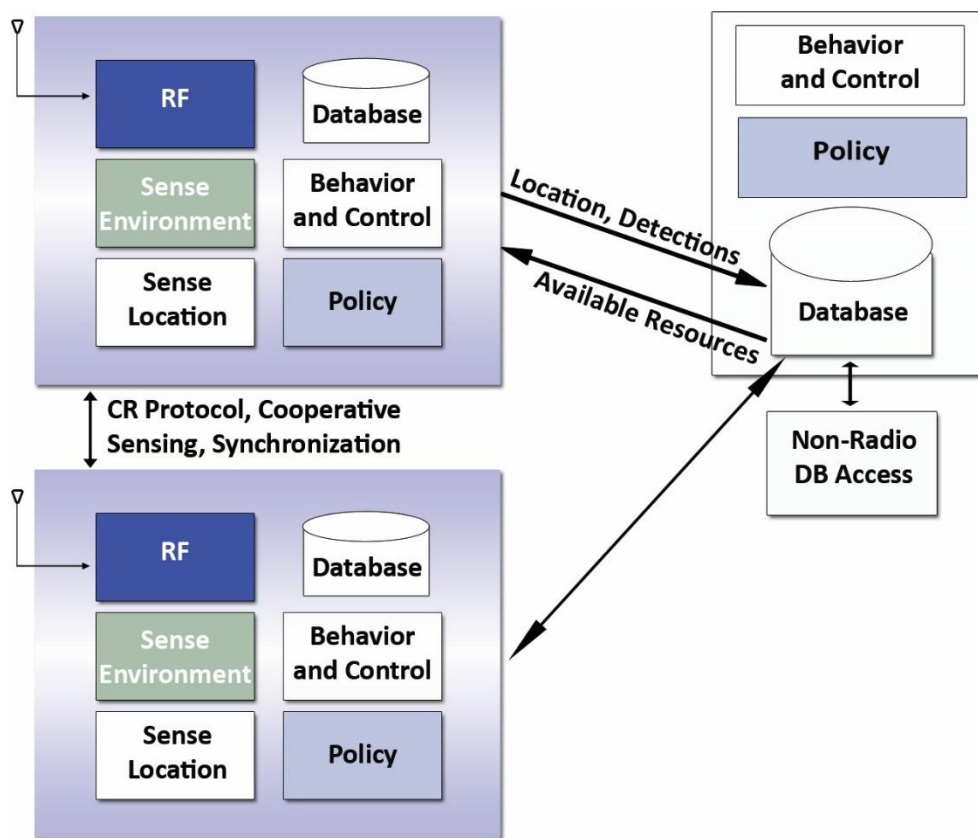 RF
Database
Sense
Environment
Behavior
and Control
Sense
Location
Policy
Behavior
and Control
Policy
Database
Location, Detections
Available Resources
Non-Radio
DB Access
CR Protocol, Cooperative
Sensing, Synchronization
RF
Database
Sense
Environment
Behavior
and Control
Sense
Location
Policy